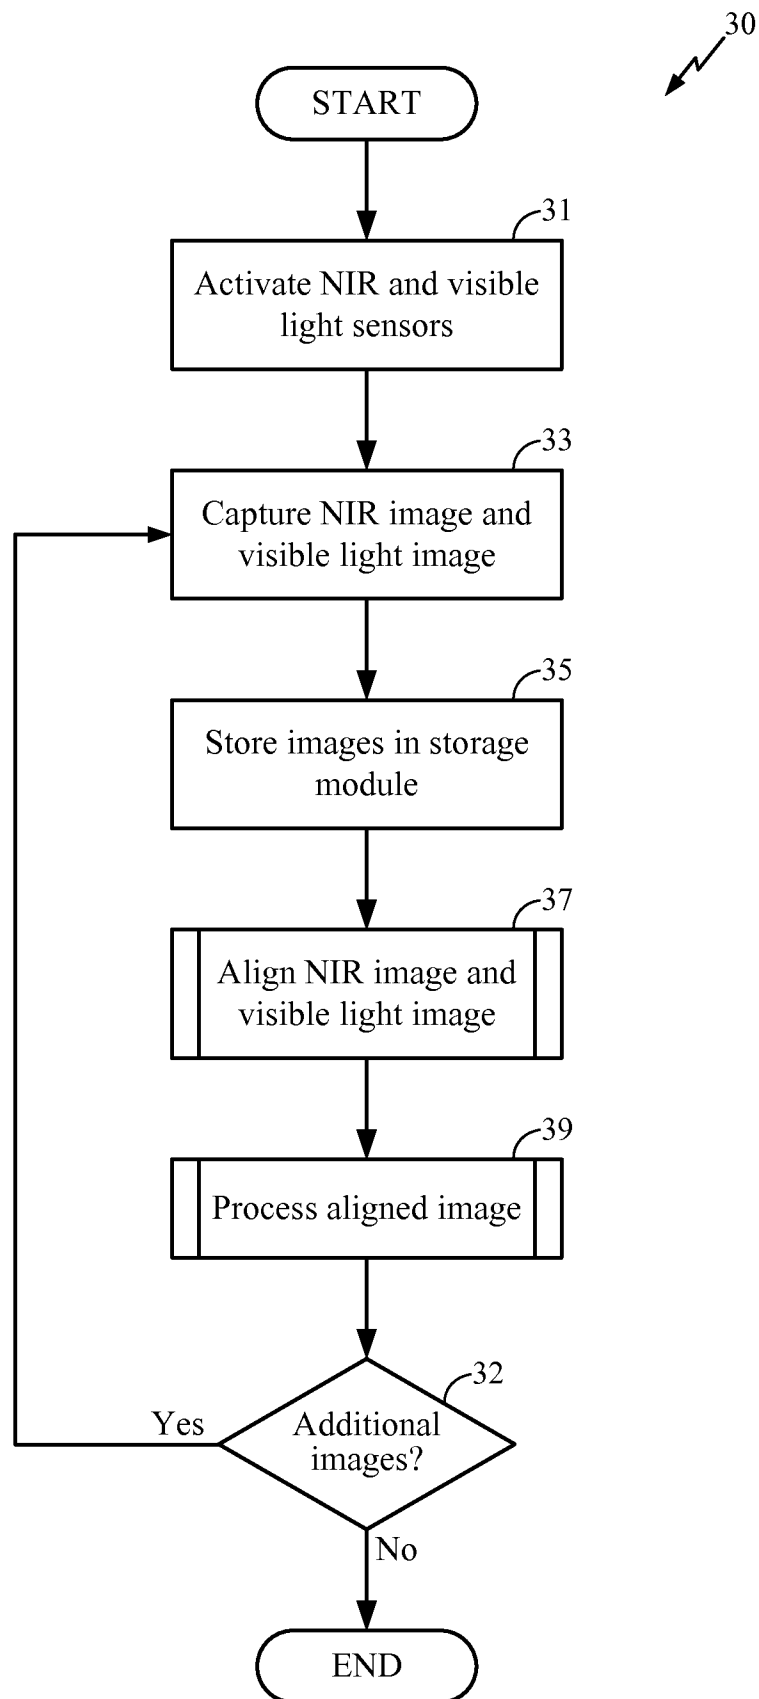 30
START
31
Activate NIR and visible
light sensors
33
Capture NIR image and
visible light image
35
Store images in storage
module
37
Align NIR image and
visible light image
39
Process aligned image
32
Additional
images?
Yes
No
END